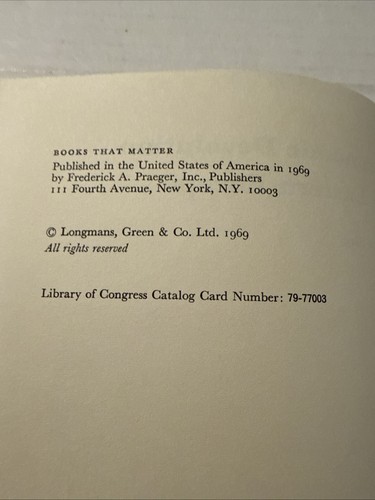 BOOKS THAT MATTER
Published in the United States of America in 1969
by Frederick A. Praeger, Inc., Publishers
111 Fourth Avenue, New York, N.Y. 10003
© Longmans, Green & Co. Ltd. 1969
All rights reserved
Library of Congress Catalog Card Number: 79-77003